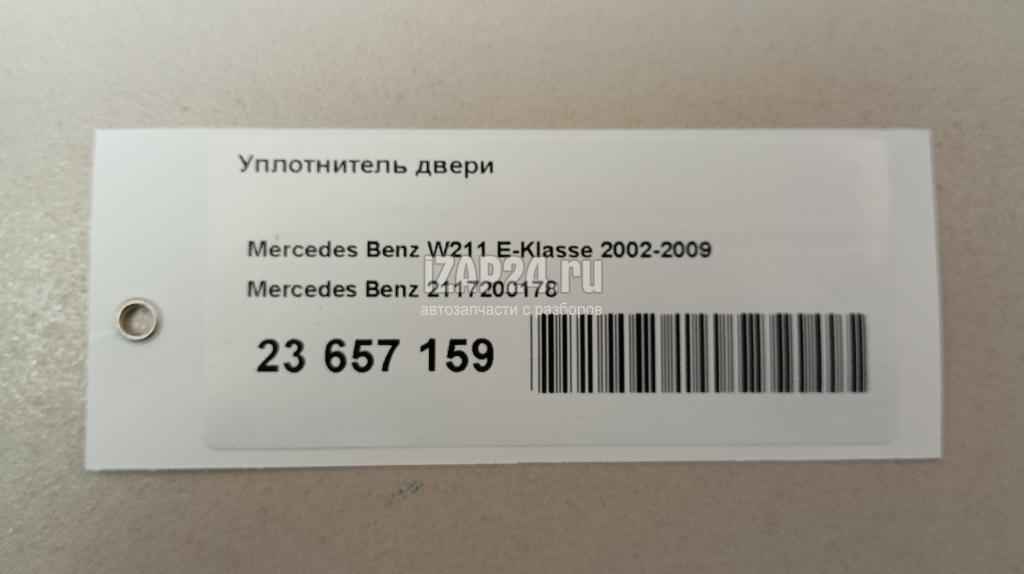 Уплотнитель двери
Mercedes Benz W211 E-Klasse 2002-2009
iZAP24.ru
Mercedes Benz 2117200178
автозапчасти с разборов
23 657 159